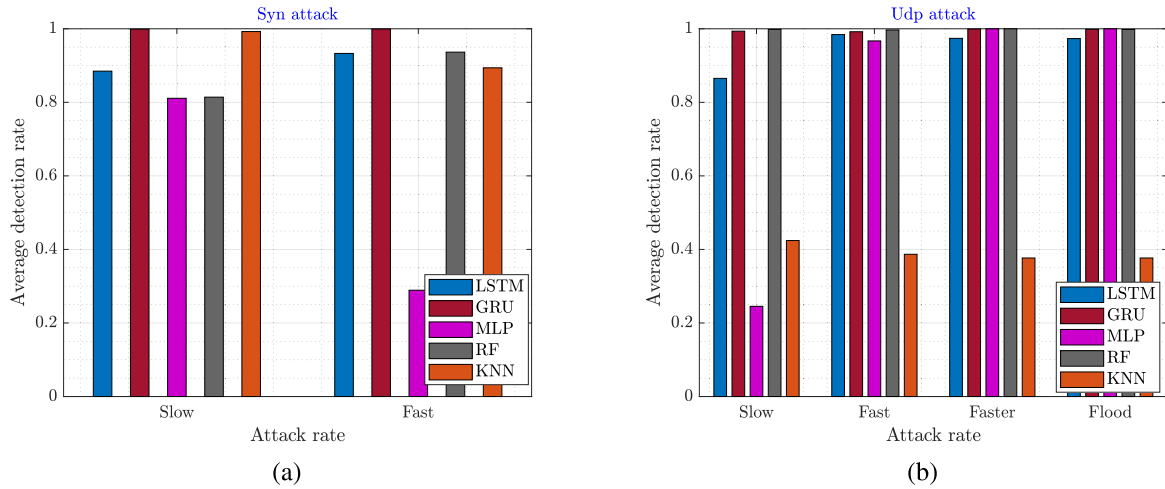 Syn attack
1
0.8
0.6
0.4
0.2
0
Average detection rate
LSTM
GRU
MLP
RF
KNN
Slow Fast
Attack rate
(a)
Udp attack
1
0.8
0.6
0.4
0.2
0
Average detection rate
LSTM
GRU
MLP
RF
KNN
Slow Fast Faster Flood
Attack rate
(b)